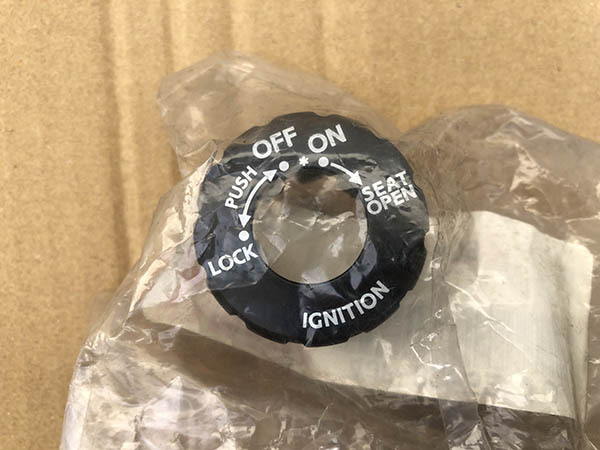 OFF * ON
PUSH
SEAT
OPEN
LOCK
IGNITION